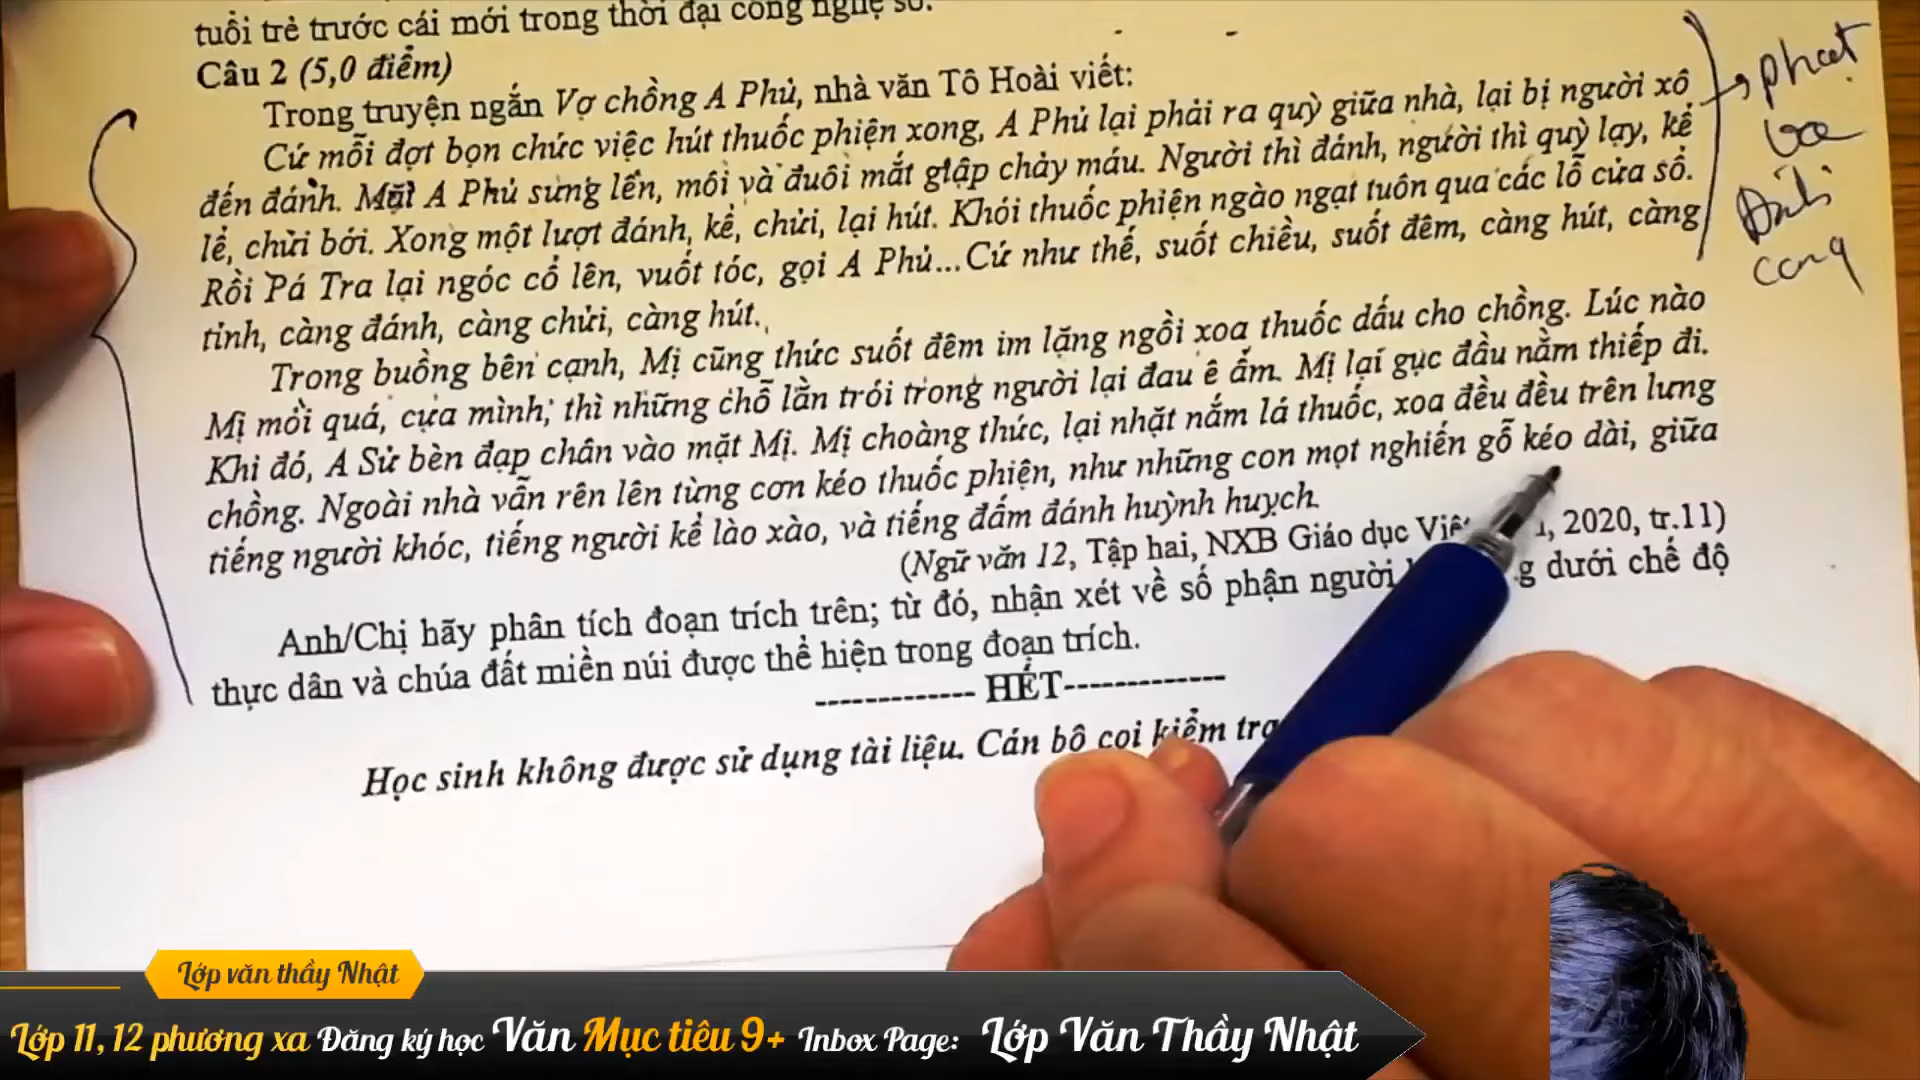 tuổi trẻ trước cái mới trong thời đại công nghệ số.
Câu 2 (5,0 điểm)
Trong truyện ngắn Vợ chồng A Phủ, nhà văn Tô Hoài viết:
Cứ mỗi đợt bọn chức việc hút thuốc phiện xong, A Phủ lại phải ra quỳ giữa nhà, lại bị người xô
đến đánh. Mặt A Phủ sưng lên, môi và đuôi mắt giập chảy máu. Người thì đánh, người thì quỳ lạy, kể
lể, chửi bới. Xong một lượt đánh, kể, chửi, lại hút. Khói thuốc phiện ngào ngạt tuôn qua các lỗ cửa sổ.
Rồi Pá Tra lại ngóc cổ lên, vuốt tóc, gọi A Phủ...Cứ như thế, suốt chiều, suốt đêm, càng hút, càng
tỉnh, càng đánh, càng chửi, càng hút.
Trong buồng bên cạnh, Mị cũng thức suốt đêm im lặng ngồi xoa thuốc dấu cho chồng. Lúc nào
Mị mỏi quá, cựa mình, thì những chỗ lằn trói trong người lại đau ê ẩm. Mị lại gục đầu nằm thiếp đi.
Khi đó, A Sử bèn đạp chân vào mặt Mị. Mị choàng thức, lại nhặt nắm lá thuốc, xoa đều đều trên lưng
chồng. Ngoài nhà vẫn rên lên từng cơn kéo thuốc phiện, như những con mọt nghiến gỗ kéo dài, giữa
tiếng người khóc, tiếng người kể lào xào, và tiếng đấm đánh huỳnh huỵch.
(Ngữ văn 12, Tập hai, NXB Giáo dục Việ , 2020, tr.11)
Anh/Chị hãy phân tích đoạn trích trên; từ đó, nhận xét về số phận người dưới chế độ
thực dân và chúa đất miền núi được thể hiện trong đoạn trích.
------------ HẾT-------------
Học sinh không được sử dụng tài liệu. Cán bộ coi kiểm tra
phạt
Lớp văn thầy Nhật
Lớp 11, 12 phương xa Đăng ký học Văn Mục tiêu 9+ Inbox Page: Lớp Văn Thầy Nhật